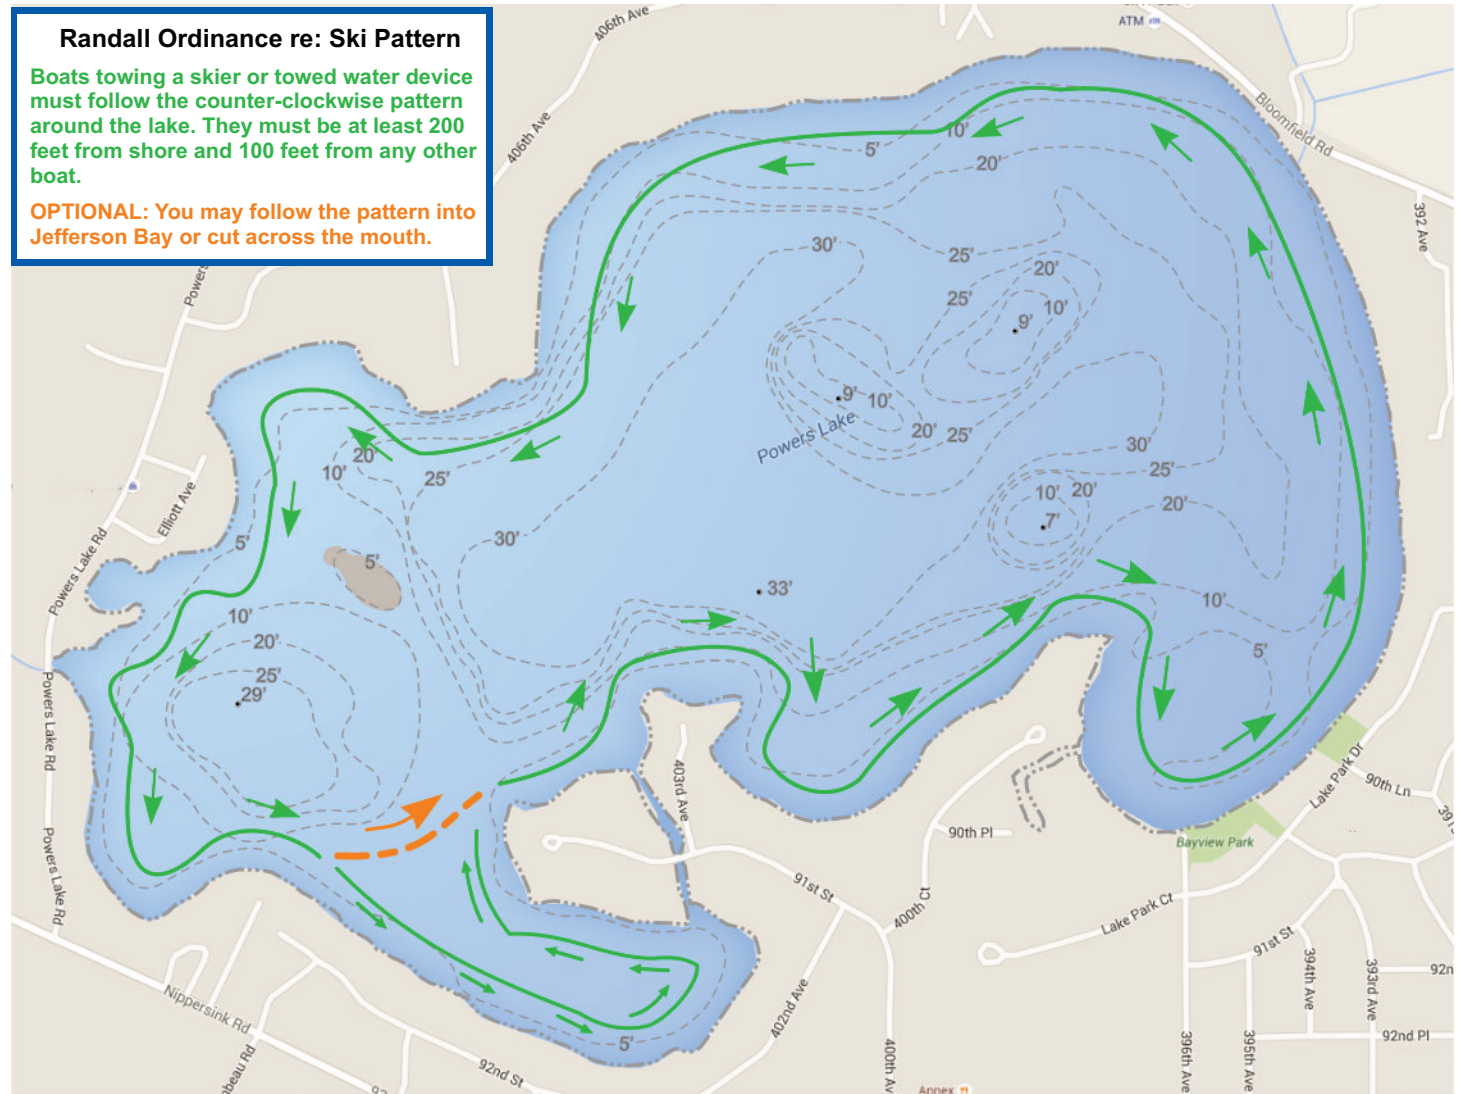 Randall Ordinance re: Ski Pattern
Boats towing a skier or towed water device
must follow the counter-clockwise pattern
around the lake. They must be at least 200
feet from shore and 100 feet from any other
boat.
OPTIONAL: You may follow the pattern into
Jefferson Bay or cut across the mouth.
406th Ave
ATM
Bloomfield Rd
406th Ave
10'
5'
20'
392 Ave
30'
25'
20'
25'
10'
9'
Powers
9'
10'
Powers Lake
20'
25'
30'
25'
20'
10'
25'
10'
20'
20'
7'
Elliott Ave
5'
30'
5'
Powers Lake Rd
33'
10'
10'
20'
5'
25'
29'
Powers Lake Rd
403rd Ave
Lake Park Dr
90th Ln
90th Pl
Bayview Park
Powers Lake Rd
91st St
400th Ct
Lake Park Ct
91st St
394th Ave
393rd Ave
92n
Nippersink Rd
402nd Ave
5'
92nd Pl
396th Ave
395th Ave
92nd St
400th Av
beau Rd
Annex